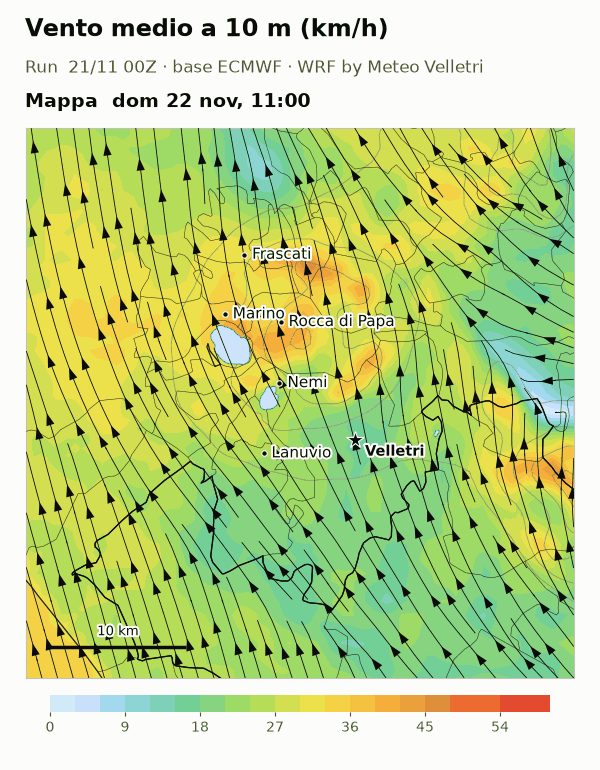 Vento medio a 10 m (km/h)
Run 21/11 00Z · base ECMWF · WRF by Meteo Velletri
Mappa dom 22 nov, 11:00
Frascati
Marino
Rocca di Papa
Nemi
Lanuvio
Velletri
10 km
0 9 18 27 36 45 54